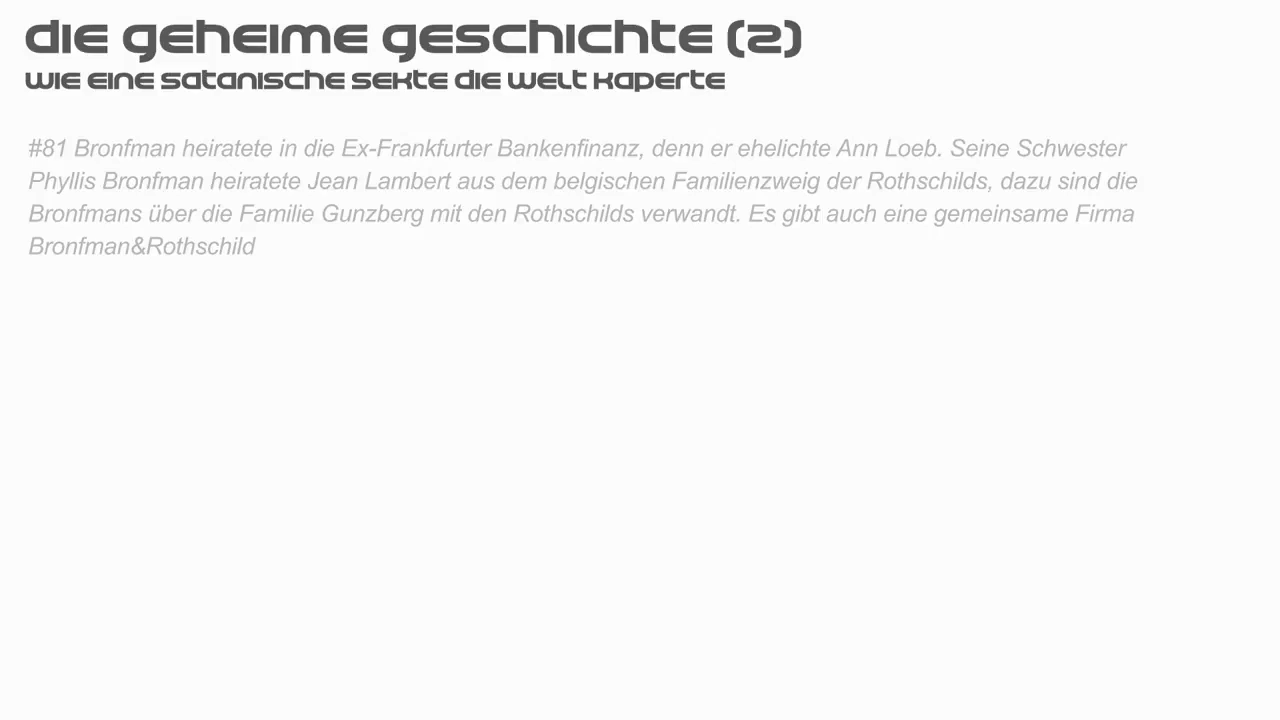 die geheime geschichte (2)
wie eine satanische sekte die welt kaperte
#81 Bronfman heiratete in die Ex-Frankfurter Bankenfinanz, denn er ehelichte Ann Loeb. Seine Schwester
Phyllis Bronfman heiratete Jean Lambert aus dem belgischen Familienzweig der Rothschilds, dazu sind die
Bronfmans über die Familie Gunzberg mit den Rothschilds verwandt. Es gibt auch eine gemeinsame Firma
Bronfman&Rothschild